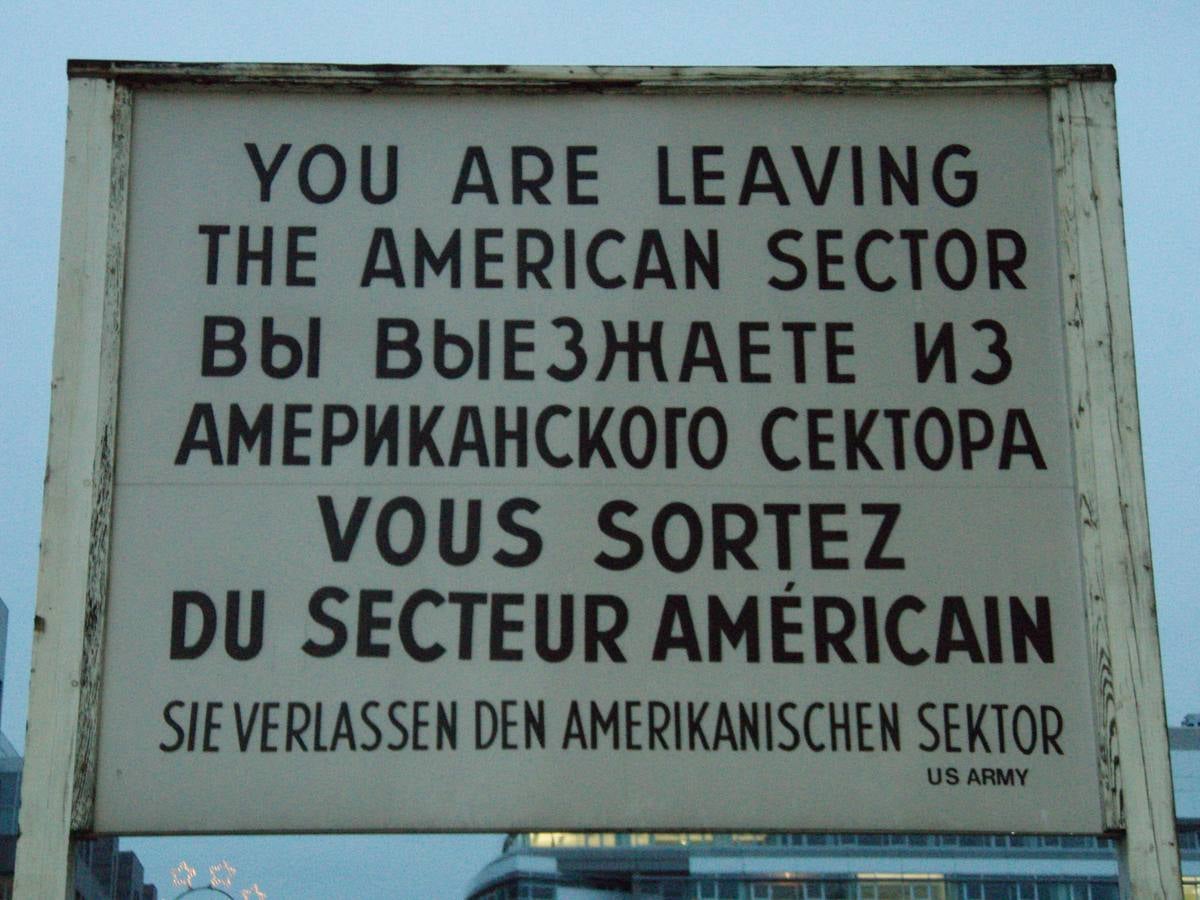 YOU ARE LEAVING
THE AMERICAN SECTOR
ВЫ ВЫЕЗЖАЕТЕ ИЗ
АМЕРИКАНСКОГО СЕКТОРА
VOUS SORTEZ
DU SECTEUR AMÉRICAIN
SIE VERLASSEN DEN AMERIKANISCHEN SEKTOR
US ARMY